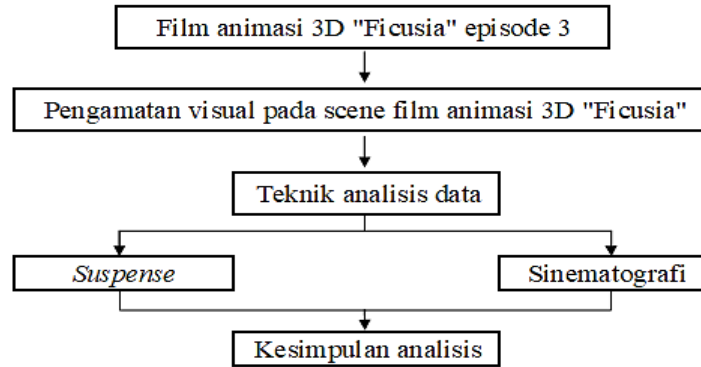 Film animasi 3D "Ficusia" episode 3
Pengamatan visual pada scene film animasi 3D "Ficusia"
Teknik analisis data
Suspense
Sinematografi
Kesimpulan analisis